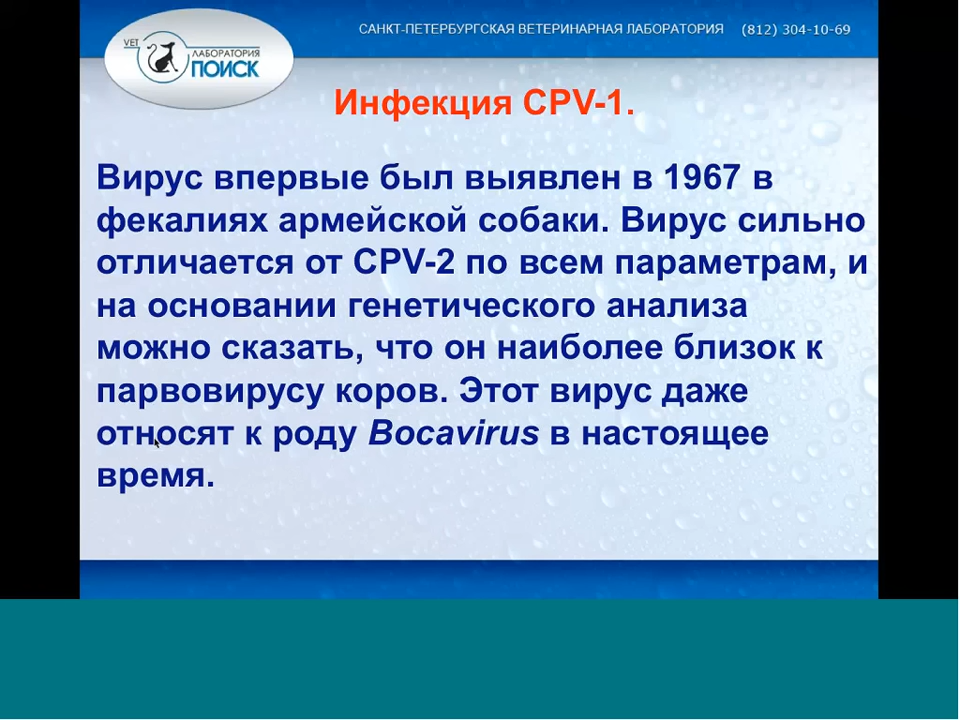 САНКТ-ПЕТЕРБУРГСКАЯ ВЕТЕРИНАРНАЯ ЛАБОРАТОРИЯ (812) 304-10-69
VET
ЛАБОРАТОРИЯ
ПОИСК
Инфекция CPV-1.
Вирус впервые был выявлен в 1967 в
фекалиях армейской собаки. Вирус сильно
отличается от CPV-2 по всем параметрам, и
на основании генетического анализа
можно сказать, что он наиболее близок к
парвовирусу коров. Этот вирус даже
относят к роду Bocavirus в настоящее
время.